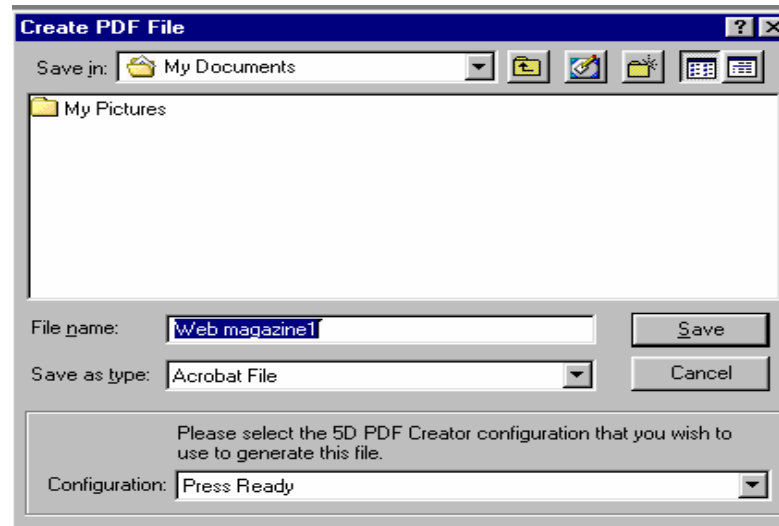 Create PDF File
Save in: My Documents
My Pictures
File name: Web magazine1
Save
Save as type: Acrobat File
Cancel
Please select the 5D PDF Creator configuration that you wish to
use to generate this file.
Configuration: Press Ready